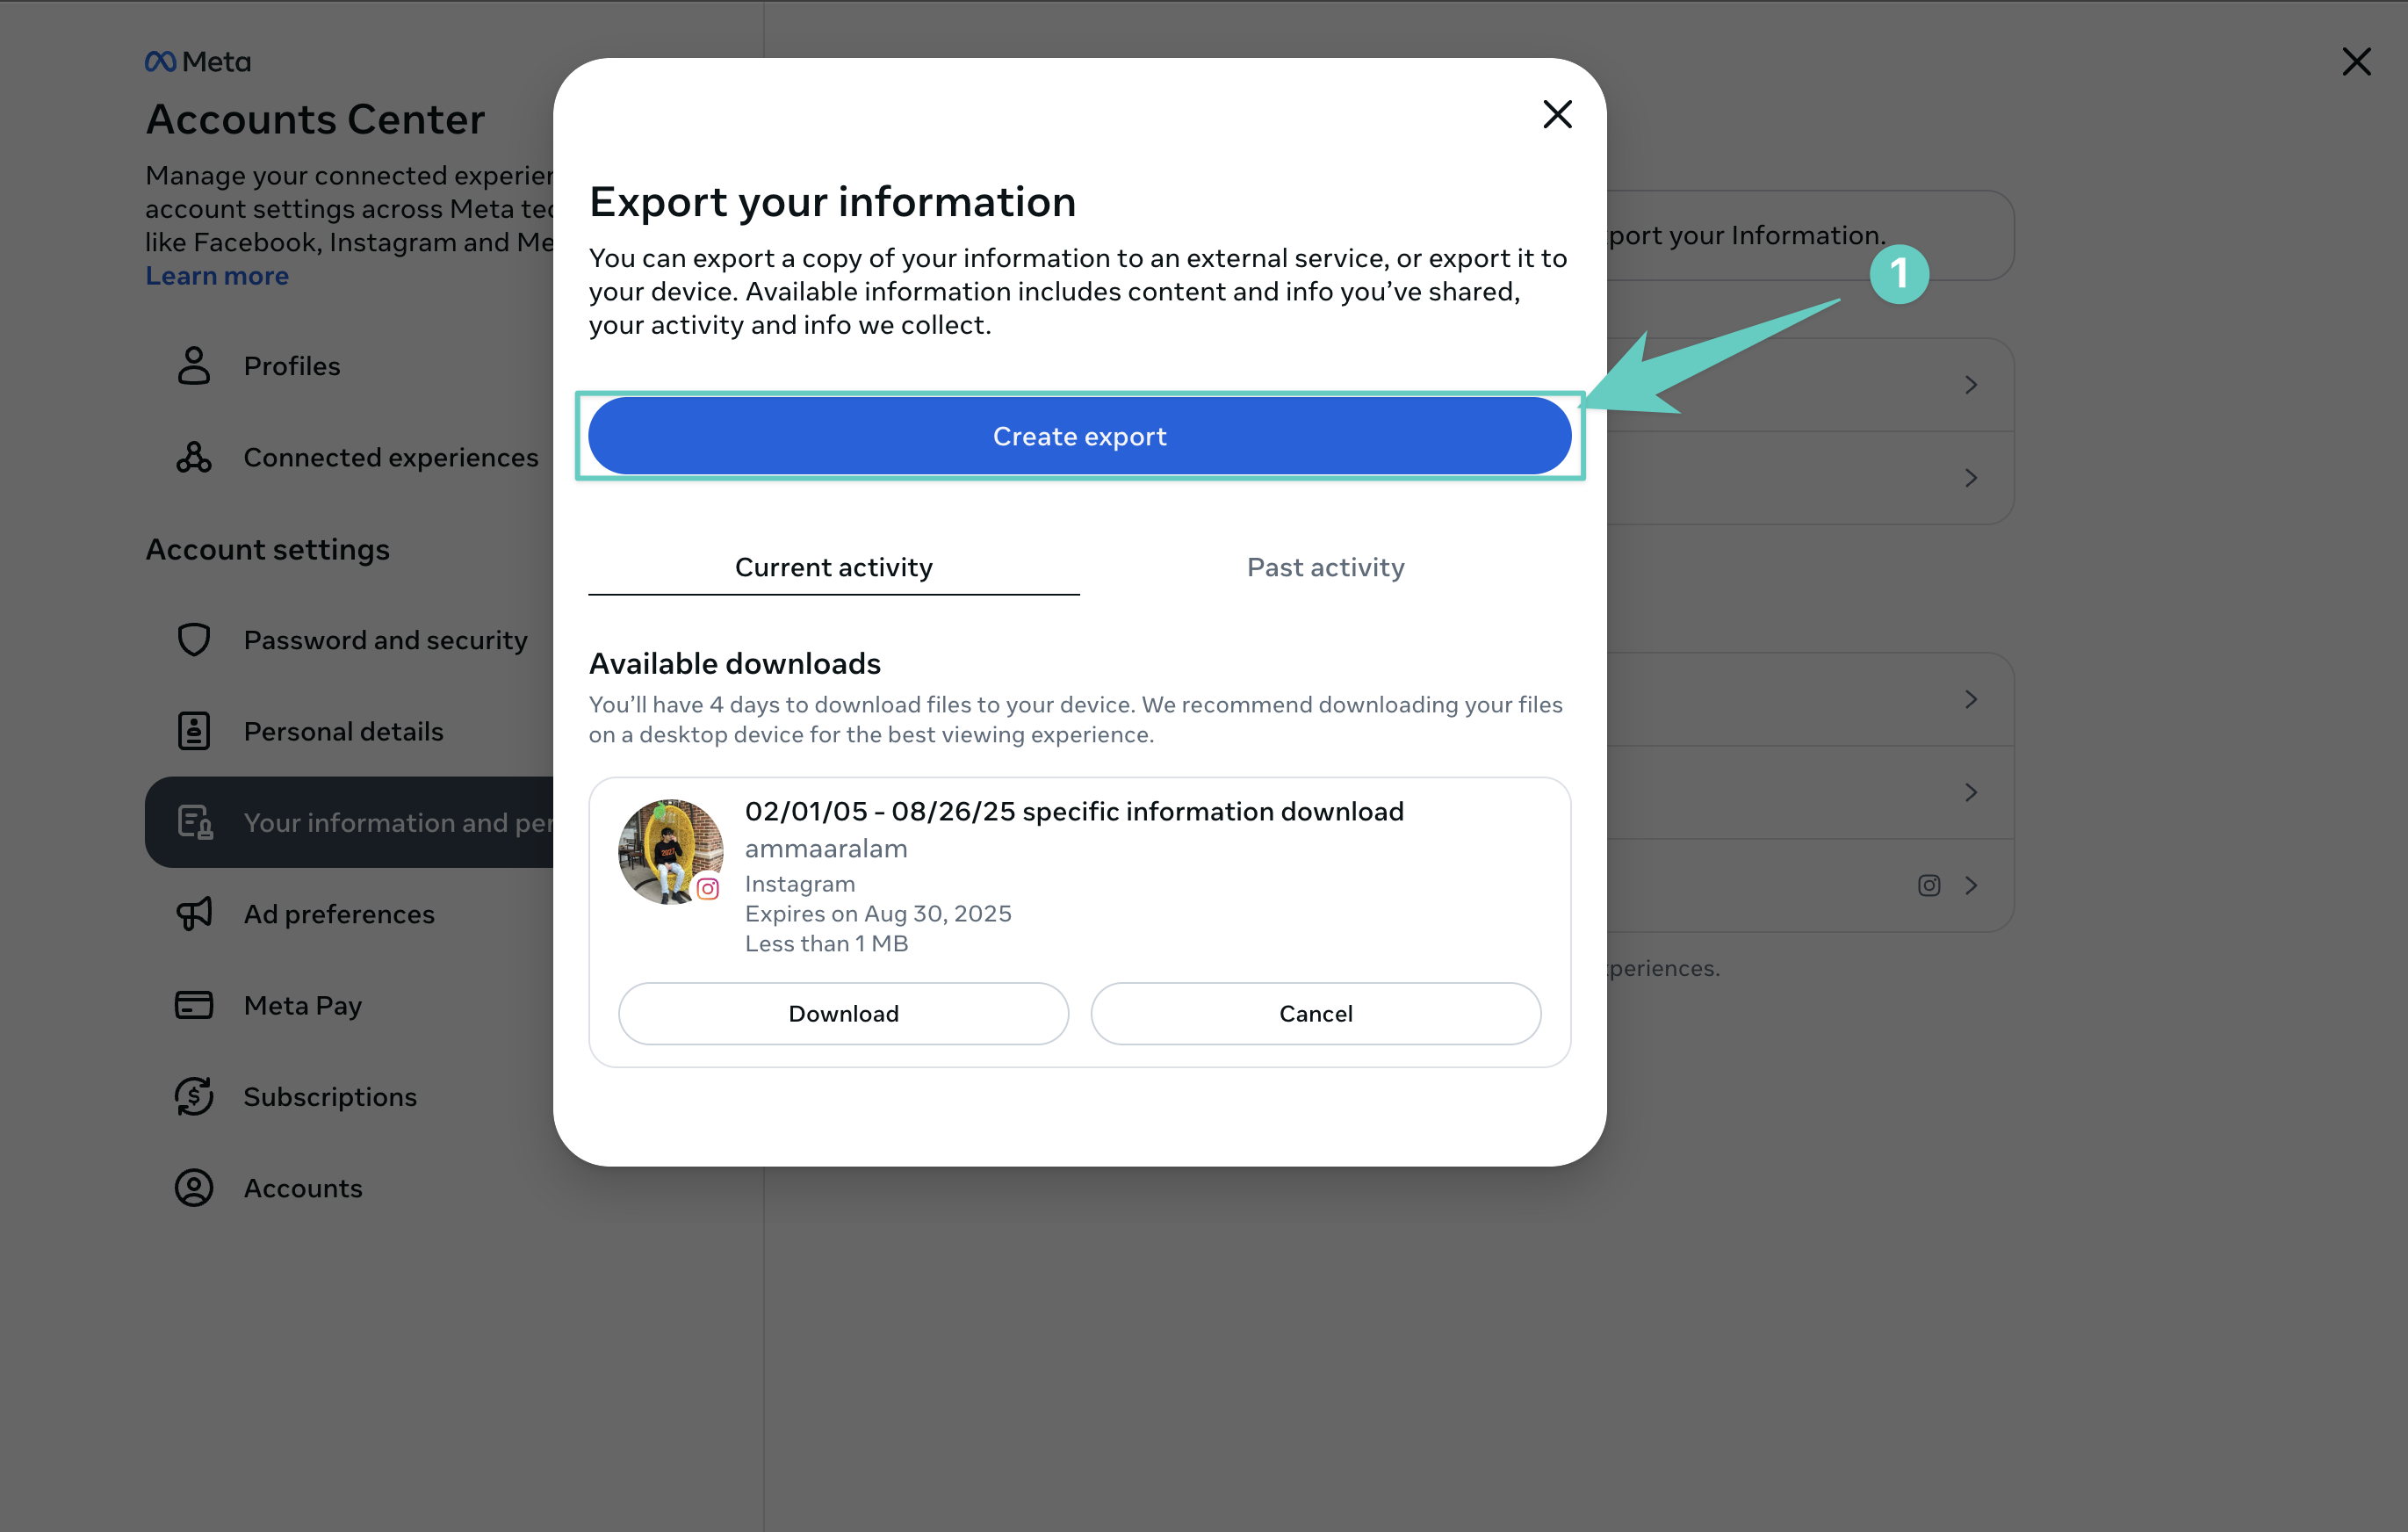 Meta
Accounts Center
Manage your connected experien
account settings across Meta tec
like Facebook, Instagram and Me
Learn more
Profiles
Connected experiences
Account settings
Password and security
Personal details
Your information and per
Ad preferences
Meta Pay
Subscriptions
Accounts
Export your information
You can export a copy of your information to an external service, or export it to
your device. Available information includes content and info you’ve shared,
your activity and info we collect.
Create export
Current activity
Past activity
Available downloads
You’ll have 4 days to download files to your device. We recommend downloading your files
on a desktop device for the best viewing experience.
02/01/05 - 08/26/25 specific information download
ammaaralam
Instagram
Expires on Aug 30, 2025
Less than 1 MB
Download
Cancel
port your Information.
1
periences.